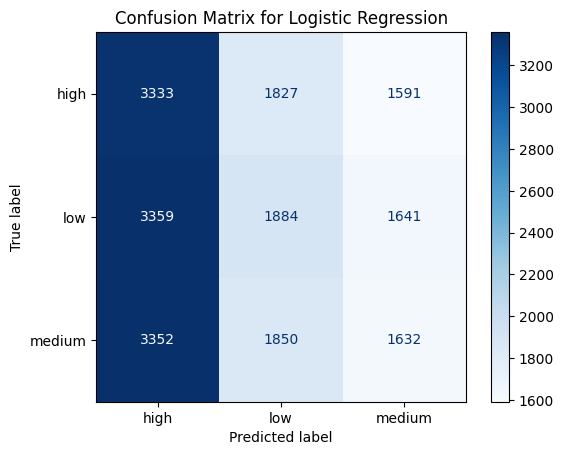 Confusion Matrix for Logistic Regression
high 3333 1827 1591
low 3359 1884 1641
medium 3352 1850 1632
high low medium
Predicted label
True label
3200
3000
2800
2600
2400
2200
2000
1800
1600